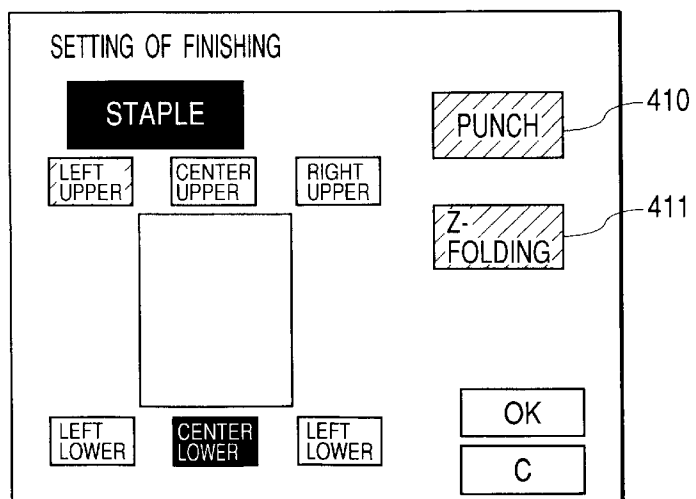 SETTING OF FINISHING
STAPLE
PUNCH
410
LEFT
UPPER
CENTER
UPPER
RIGHT
UPPER
Z-
FOLDING
411
LEFT
LOWER
CENTER
LOWER
LEFT
LOWER
OK
C